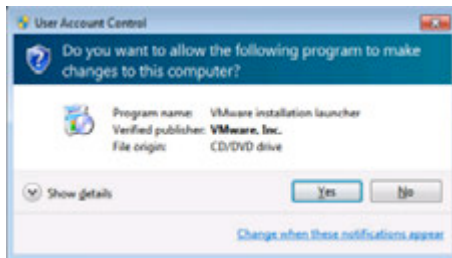 User Account Control
Do you want to allow the following program to make
changes to this computer?
Program name: VMware installation launcher
Verified publisher: VMware, Inc.
File origin: CD/DVD drive
Show details
Yes
No
Change when these notifications appear